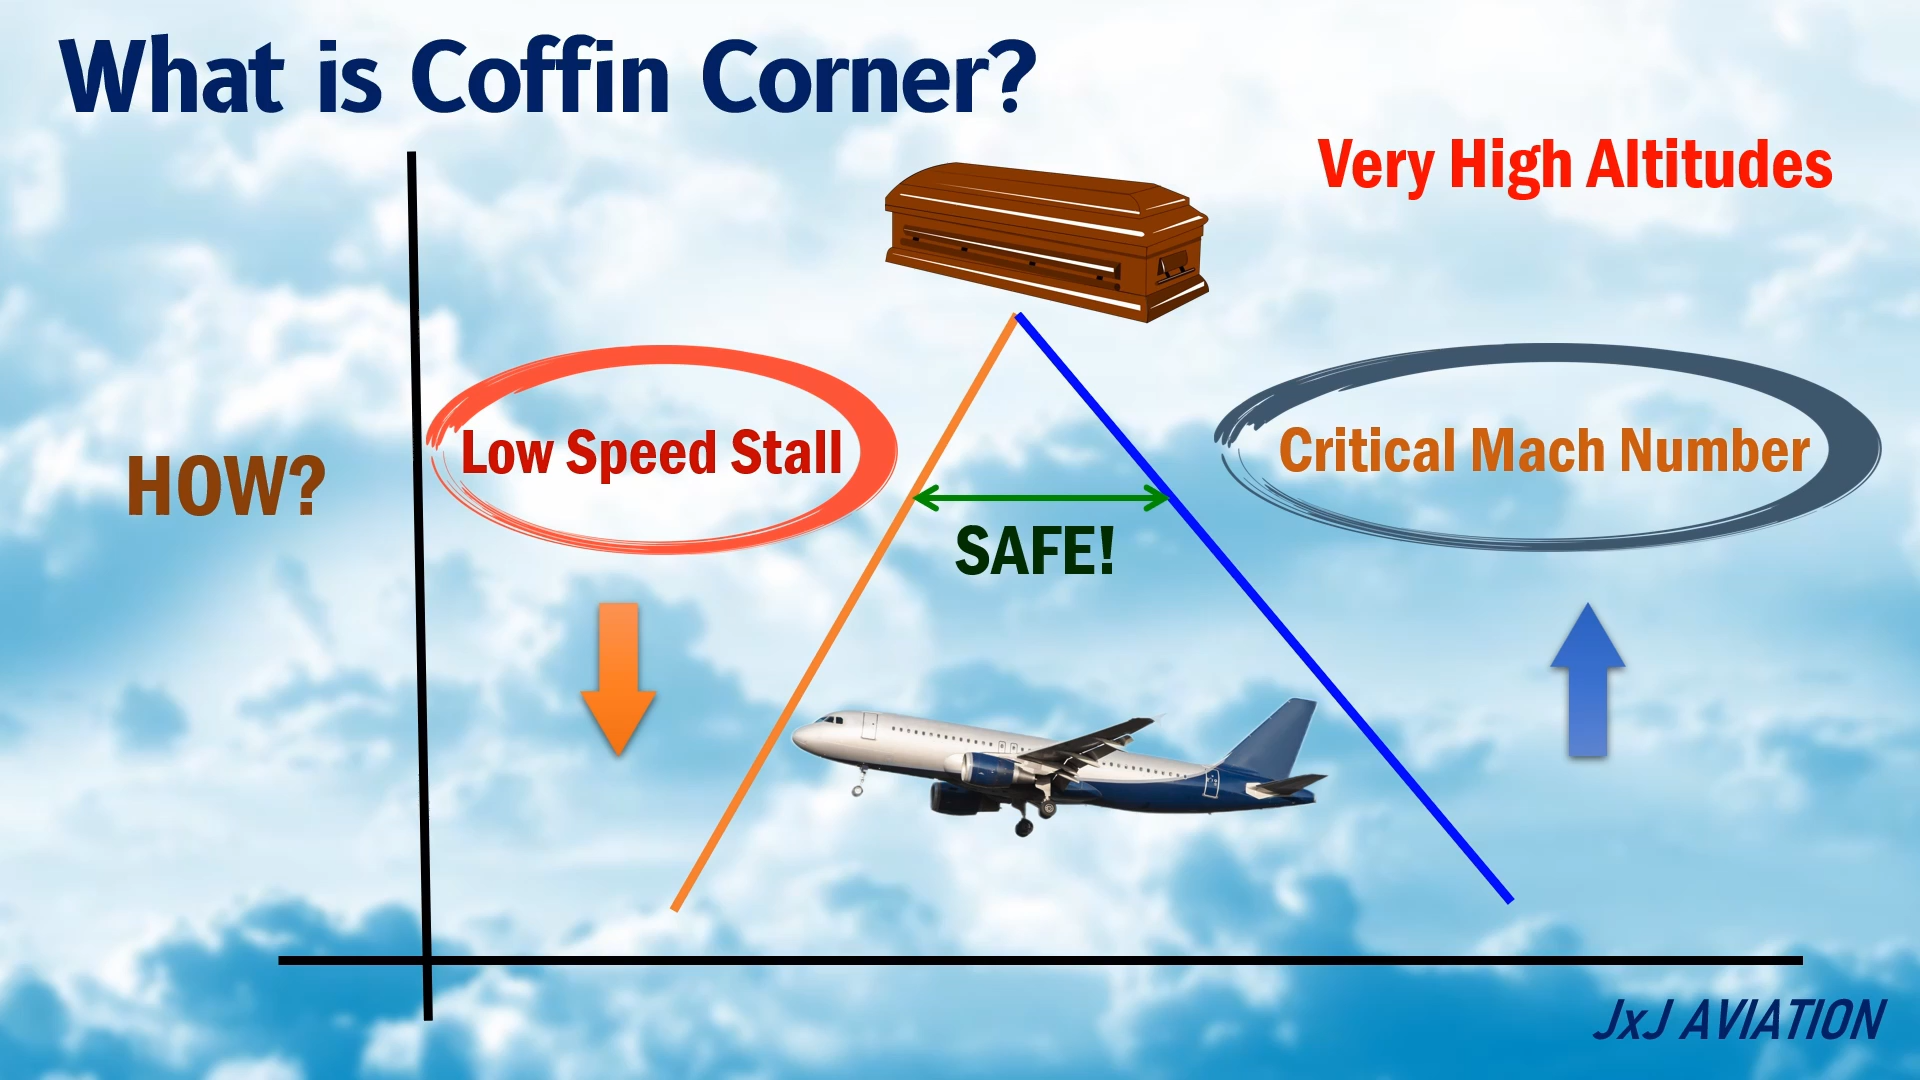 What is Coffin Corner?
Very High Altitudes
HOW?
Low Speed Stall
Critical Mach Number
SAFE!
JxJ AVIATION